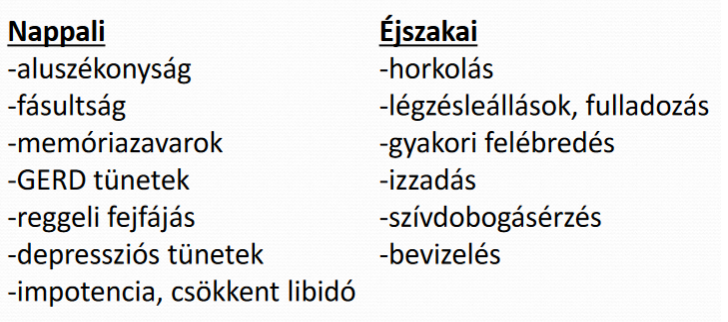 Nappali
-aluszékonyság
-fásultság
-memóriazavarok
-GERD tünetek
-reggeli fejfájás
-depressziós tünetek
-impotencia, csökkent libidó
Éjszakai
-horkolás
-légzésleállások, fulladozás
-gyakori felébredés
-izzadás
-szívdobogásérzés
-bevizelés